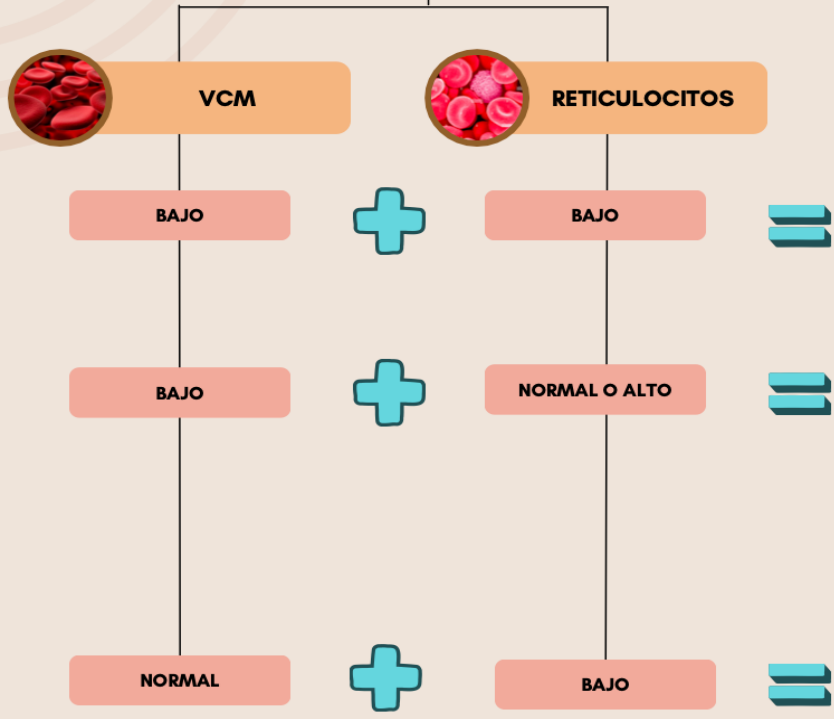 VCM
RETICULOCITOS
BAJO
BAJO
BAJO
NORMAL O ALTO
NORMAL
BAJO